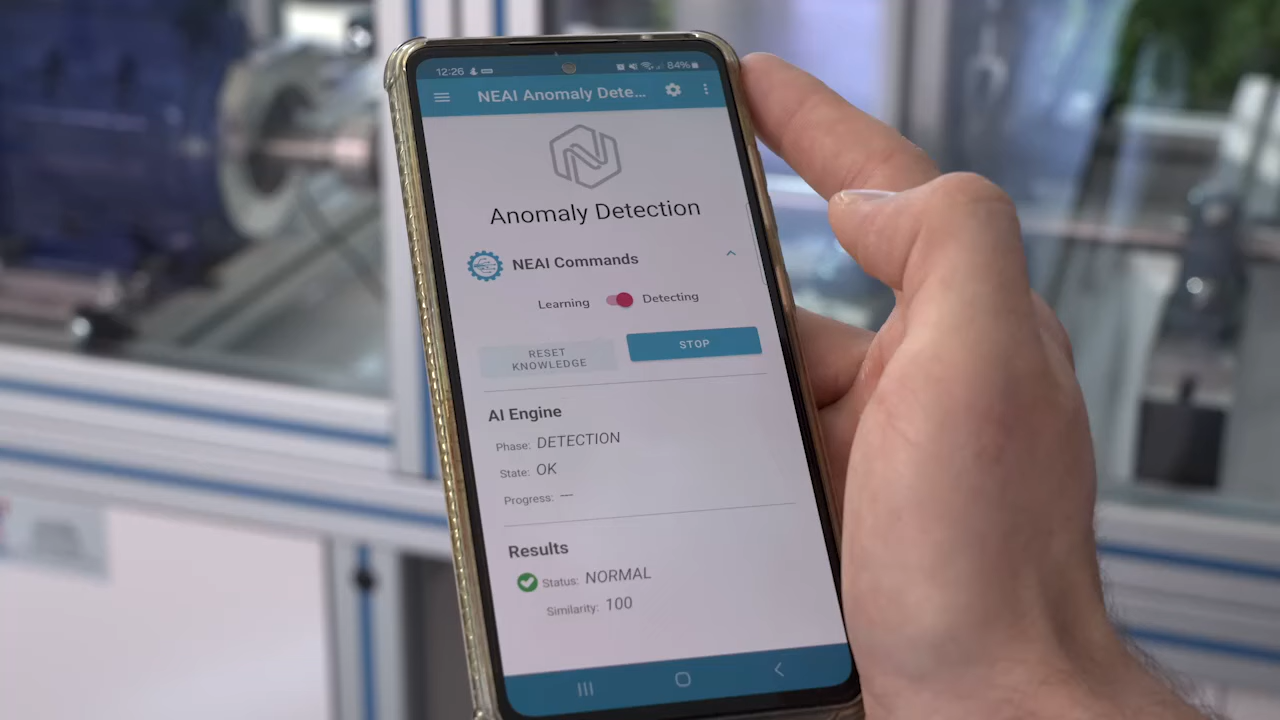 12:26
84%
NEAI Anomaly Dete...
Anomaly Detection
NEAI Commands
Learning Detecting
RESET
KNOWLEDGE
STOP
AI Engine
Phase: DETECTION
State: OK
Progress: ---
Results
Status: NORMAL
Similarity: 100